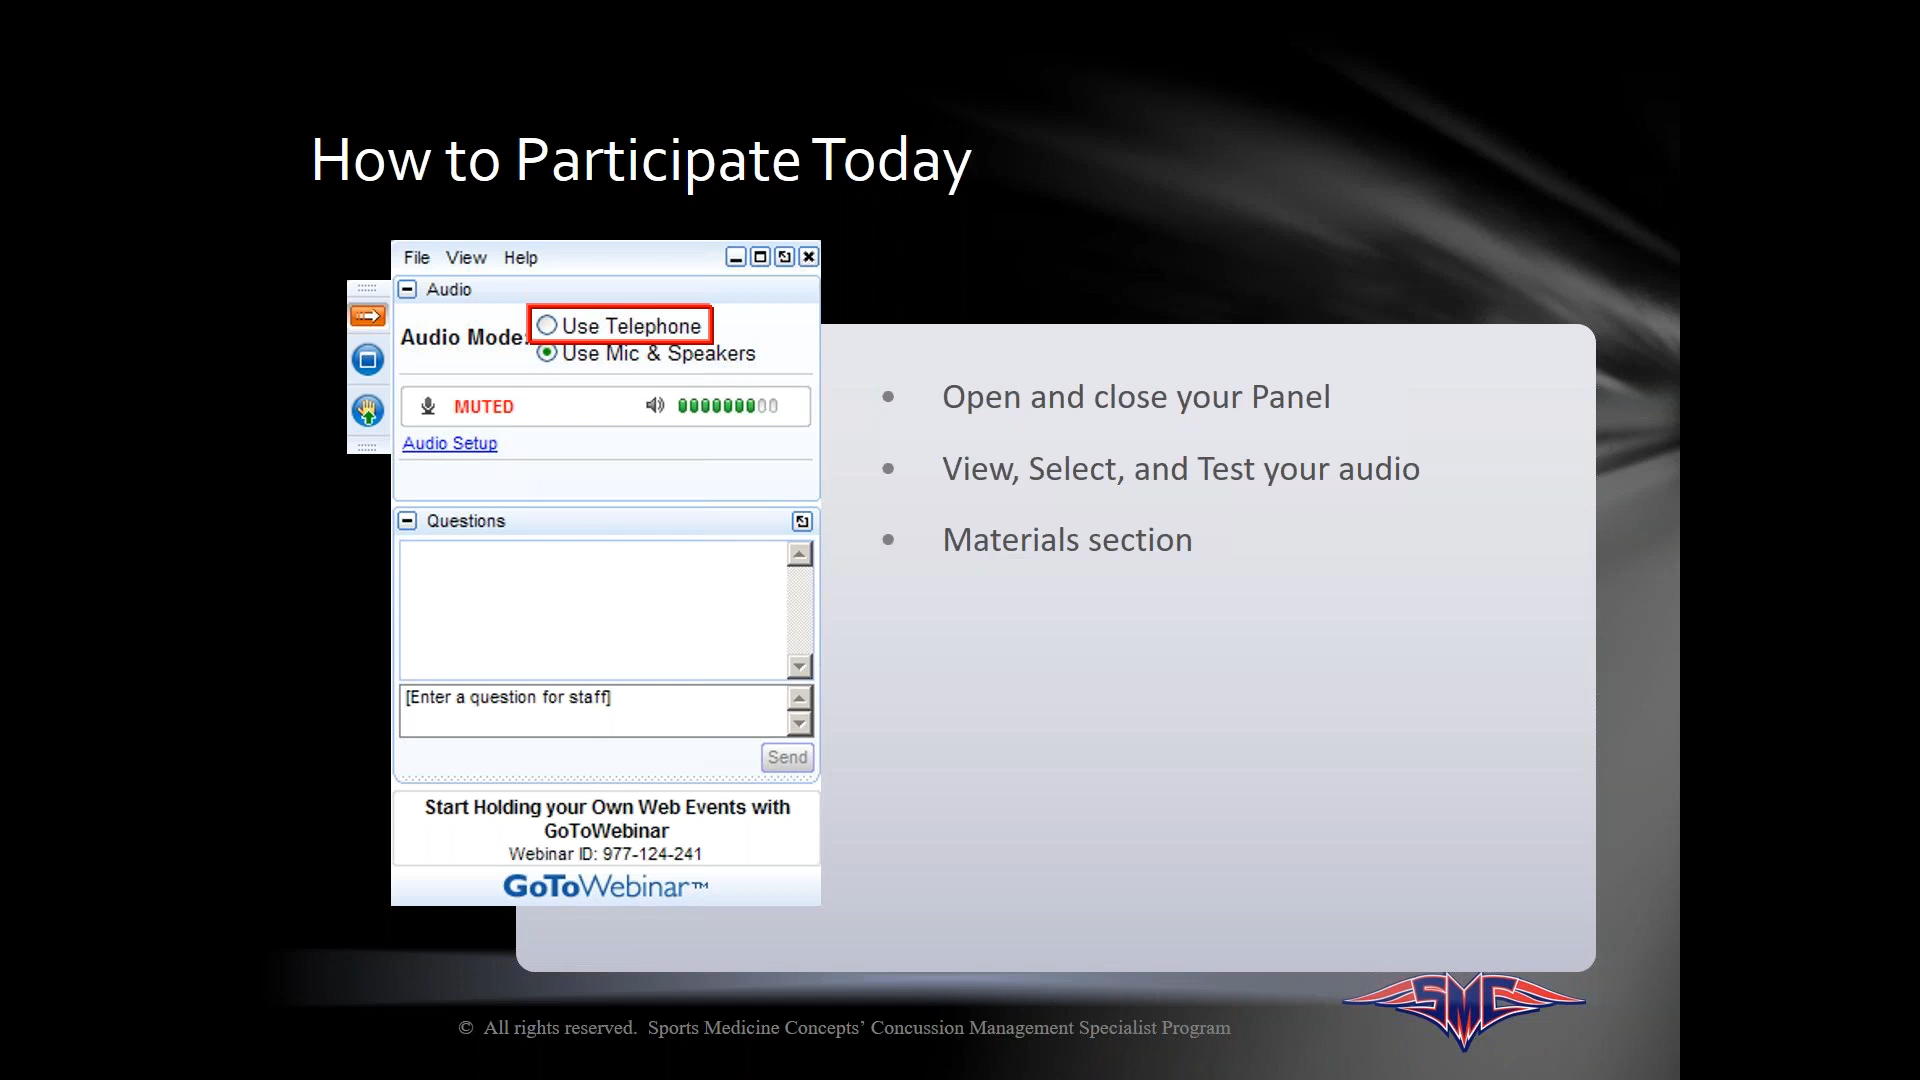 How to Participate Today
File View Help
Audio
Audio Mode:
Use Telephone
Use Mic & Speakers
MUTED
Audio Setup
Questions
[Enter a question for staff]
Send
Start Holding your Own Web Events with
GoToWebinar
Webinar ID: 977-124-241
GoToWebinar™
• Open and close your Panel
• View, Select, and Test your audio
• Materials section
© All rights reserved. Sports Medicine Concepts’ Concussion Management Specialist Program
SMC